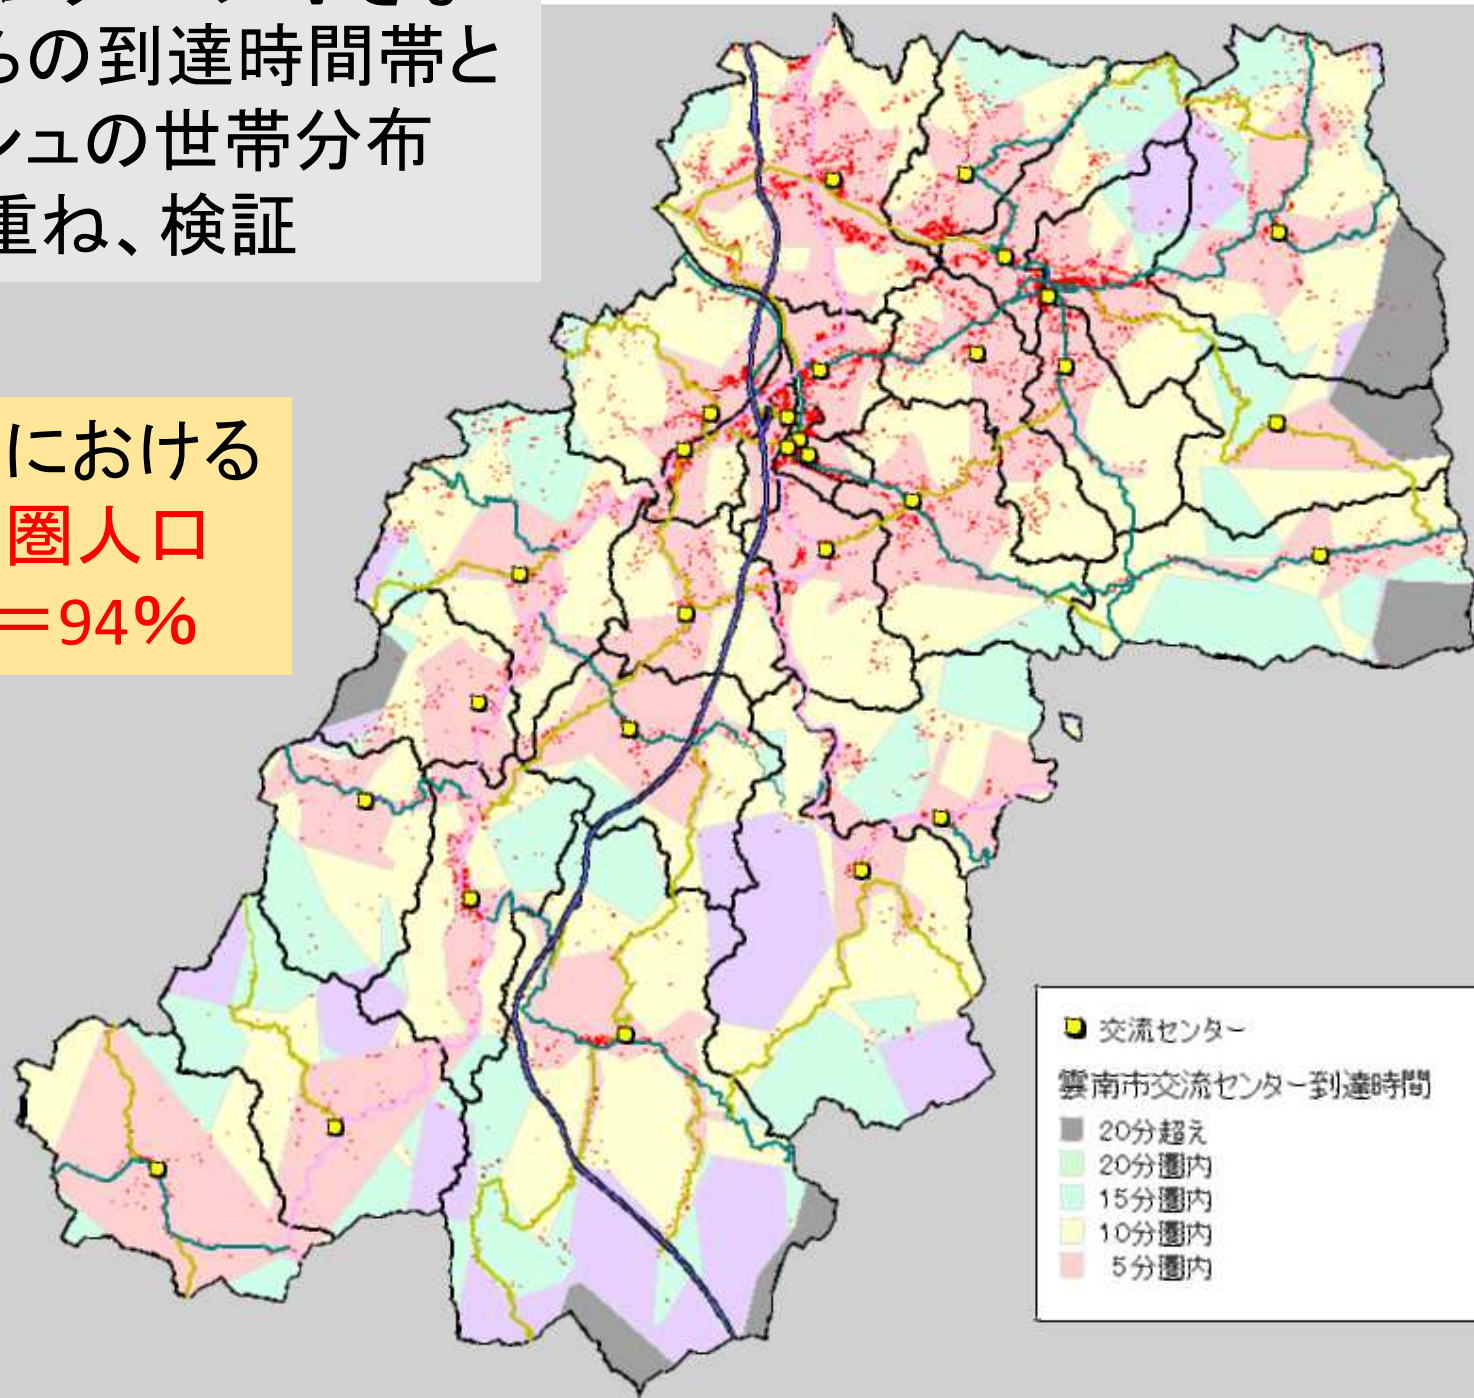 らの到達時間帯と
シュの世帯分布
重ね、検証
における
圏人口
＝94%
交流センター
雲南市交流センター到達時間
20分超え
20分圏内
15分圏内
10分圏内
5分圏内